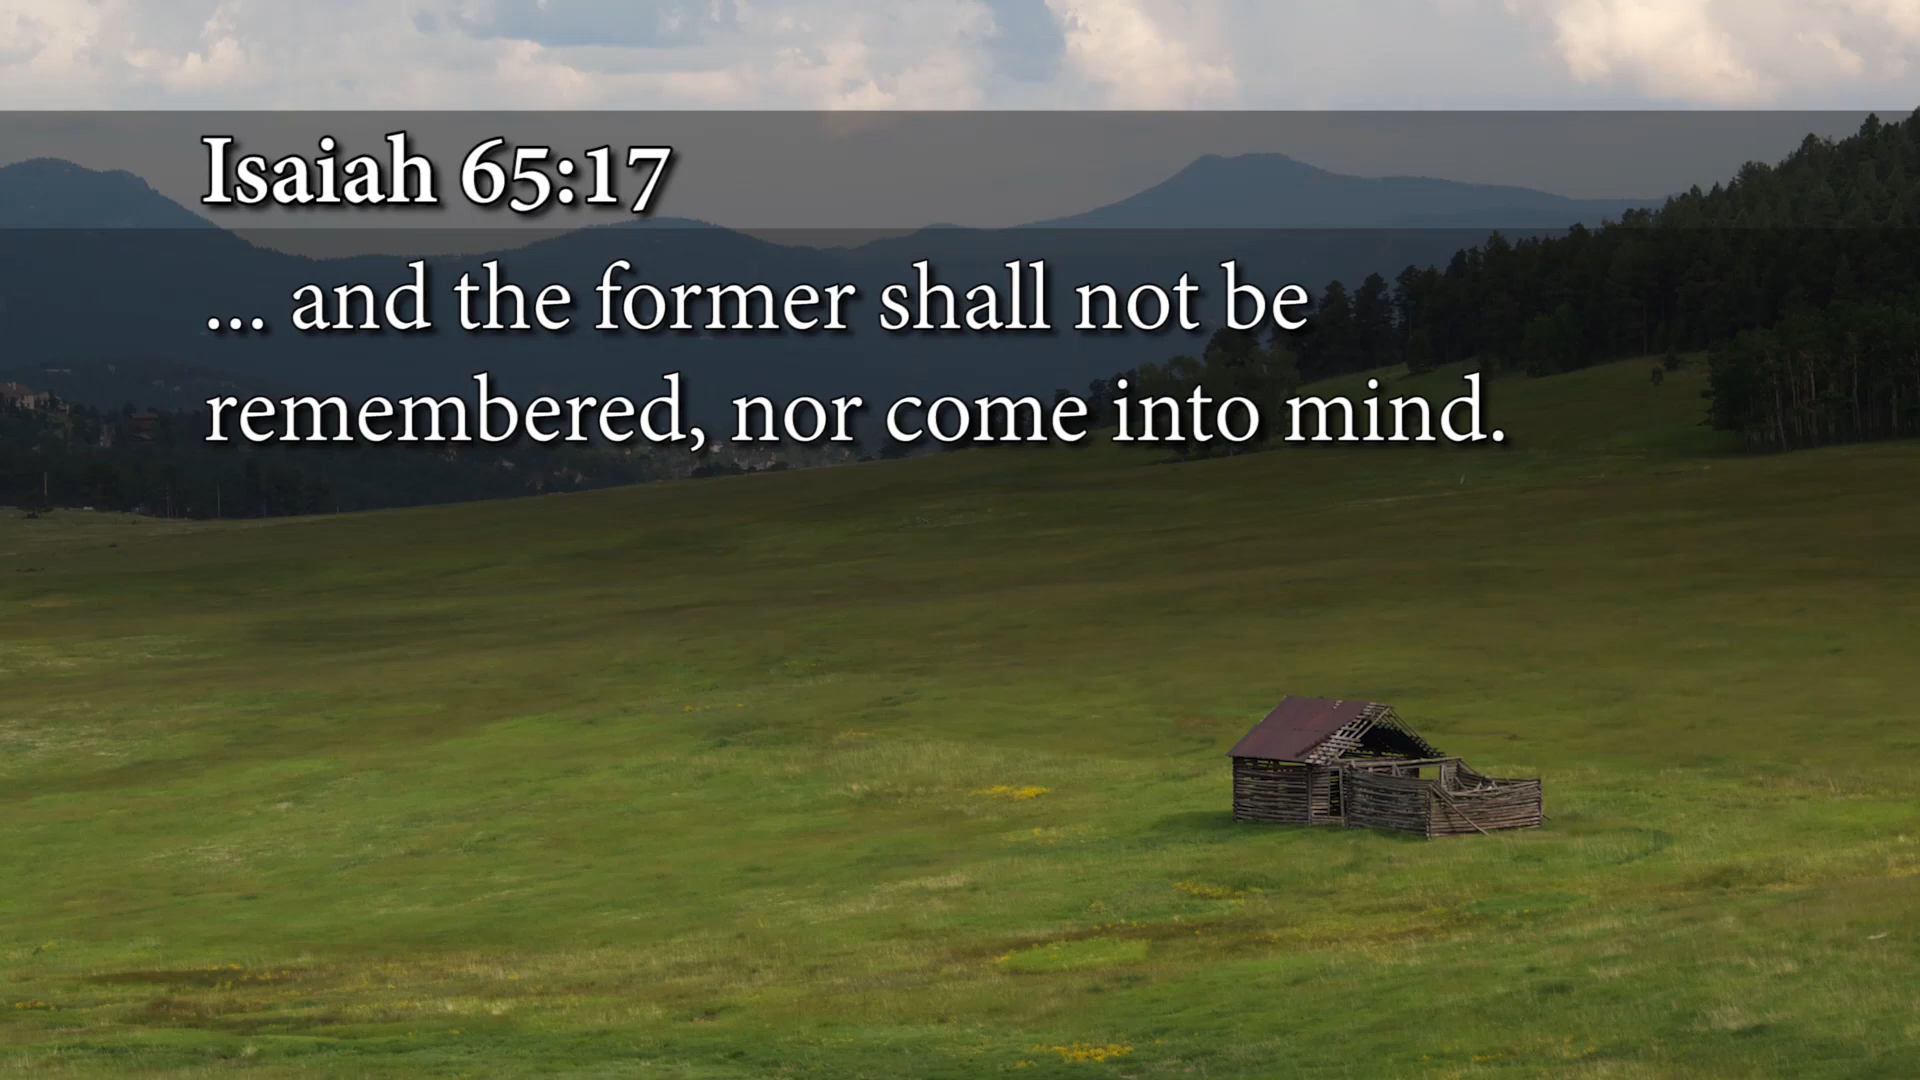 Isaiah 65:17
... and the former shall not be
remembered, nor come into mind.